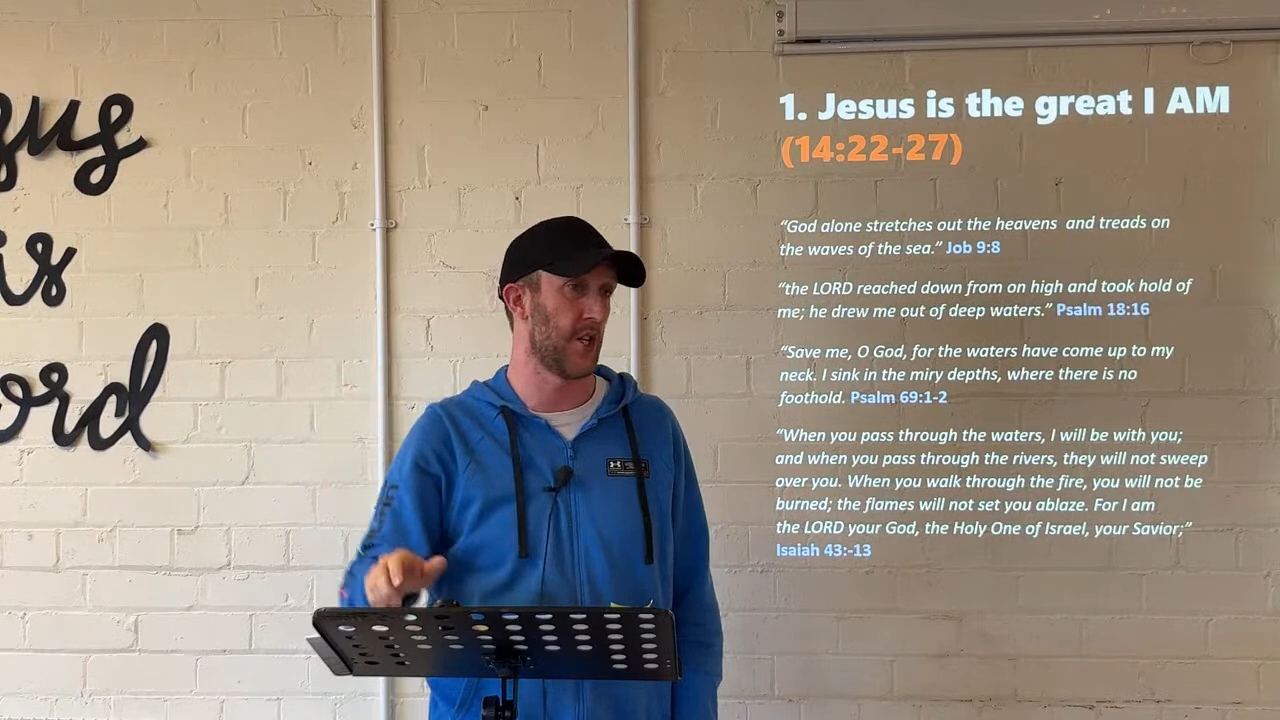 is
1. Jesus is the great I AM
(14:22-27)
“God alone stretches out the heavens and treads on
the waves of the sea.” Job 9:8
“the LORD reached down from on high and took hold of
me; he drew me out of deep waters.” Psalm 18:16
“Save me, O God, for the waters have come up to my
neck. I sink in the miry depths, where there is no
foothold. Psalm 69:1-2
“When you pass through the waters, I will be with you;
and when you pass through the rivers, they will not sweep
over you. When you walk through the fire, you will not be
burned; the flames will not set you ablaze. For I am
the LORD your God, the Holy One of Israel, your Savior;”
Isaiah 43:-13